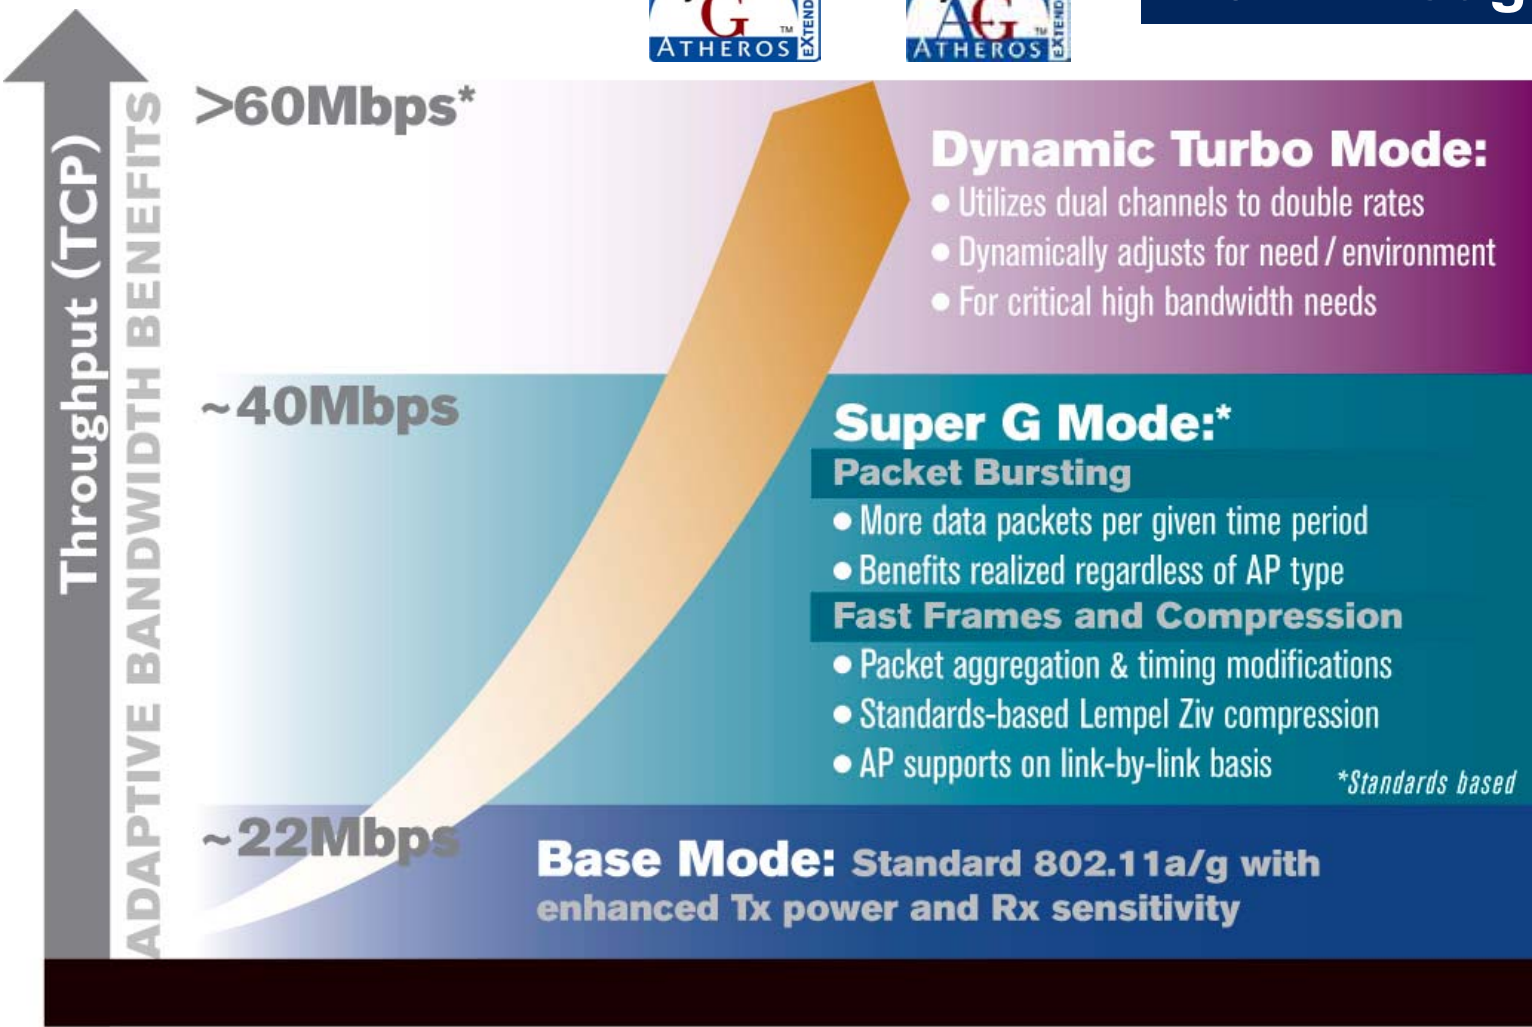 G
TM
ATHEROS
AG
TM
ATHEROS
Throughput (TCP)
ADAPTIVE BANDWIDTH BENEFITS
>60Mbps*
Dynamic Turbo Mode:
• Utilizes dual channels to double rates
• Dynamically adjusts for need / environment
• For critical high bandwidth needs
~40Mbps
Super G Mode:*
Packet Bursting
• More data packets per given time period
• Benefits realized regardless of AP type
Fast Frames and Compression
• Packet aggregation & timing modifications
• Standards-based Lempel Ziv compression
• AP supports on link-by-link basis
*Standards based
~22Mbps
Base Mode: Standard 802.11a/g with
enhanced Tx power and Rx sensitivity